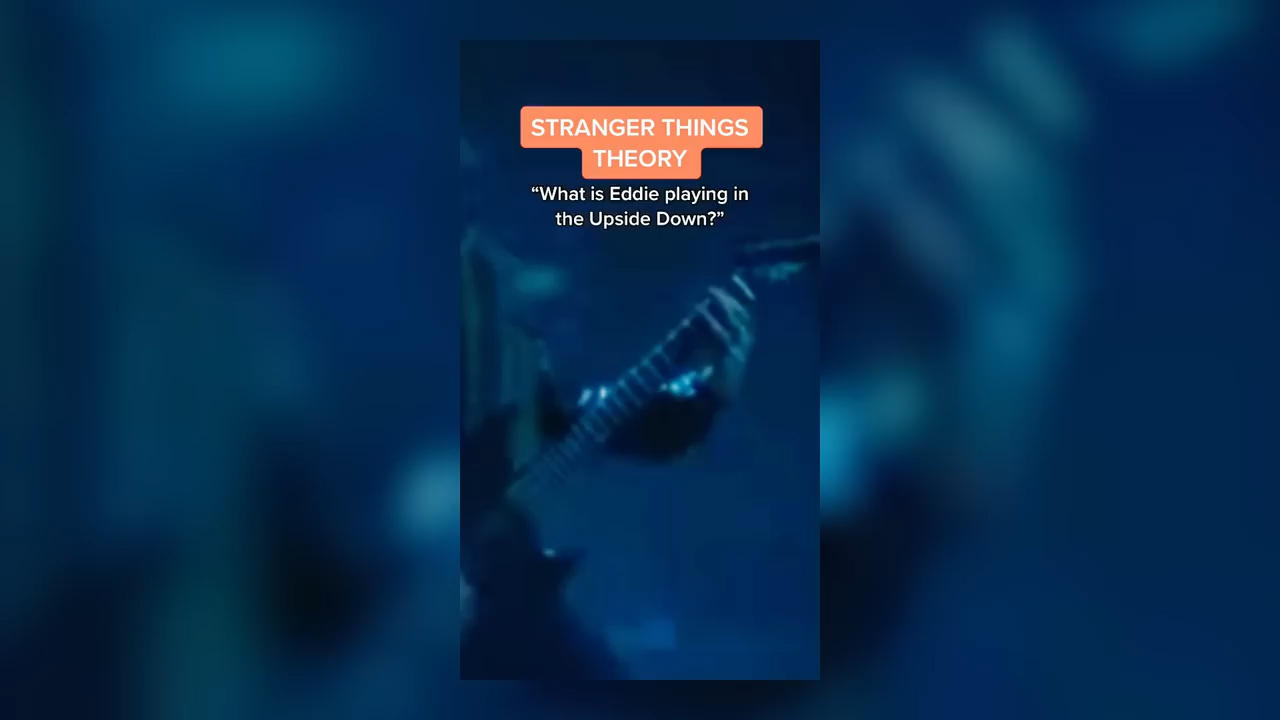 STRANGER THINGS
THEORY
“What is Eddie playing in
the Upside Down?”